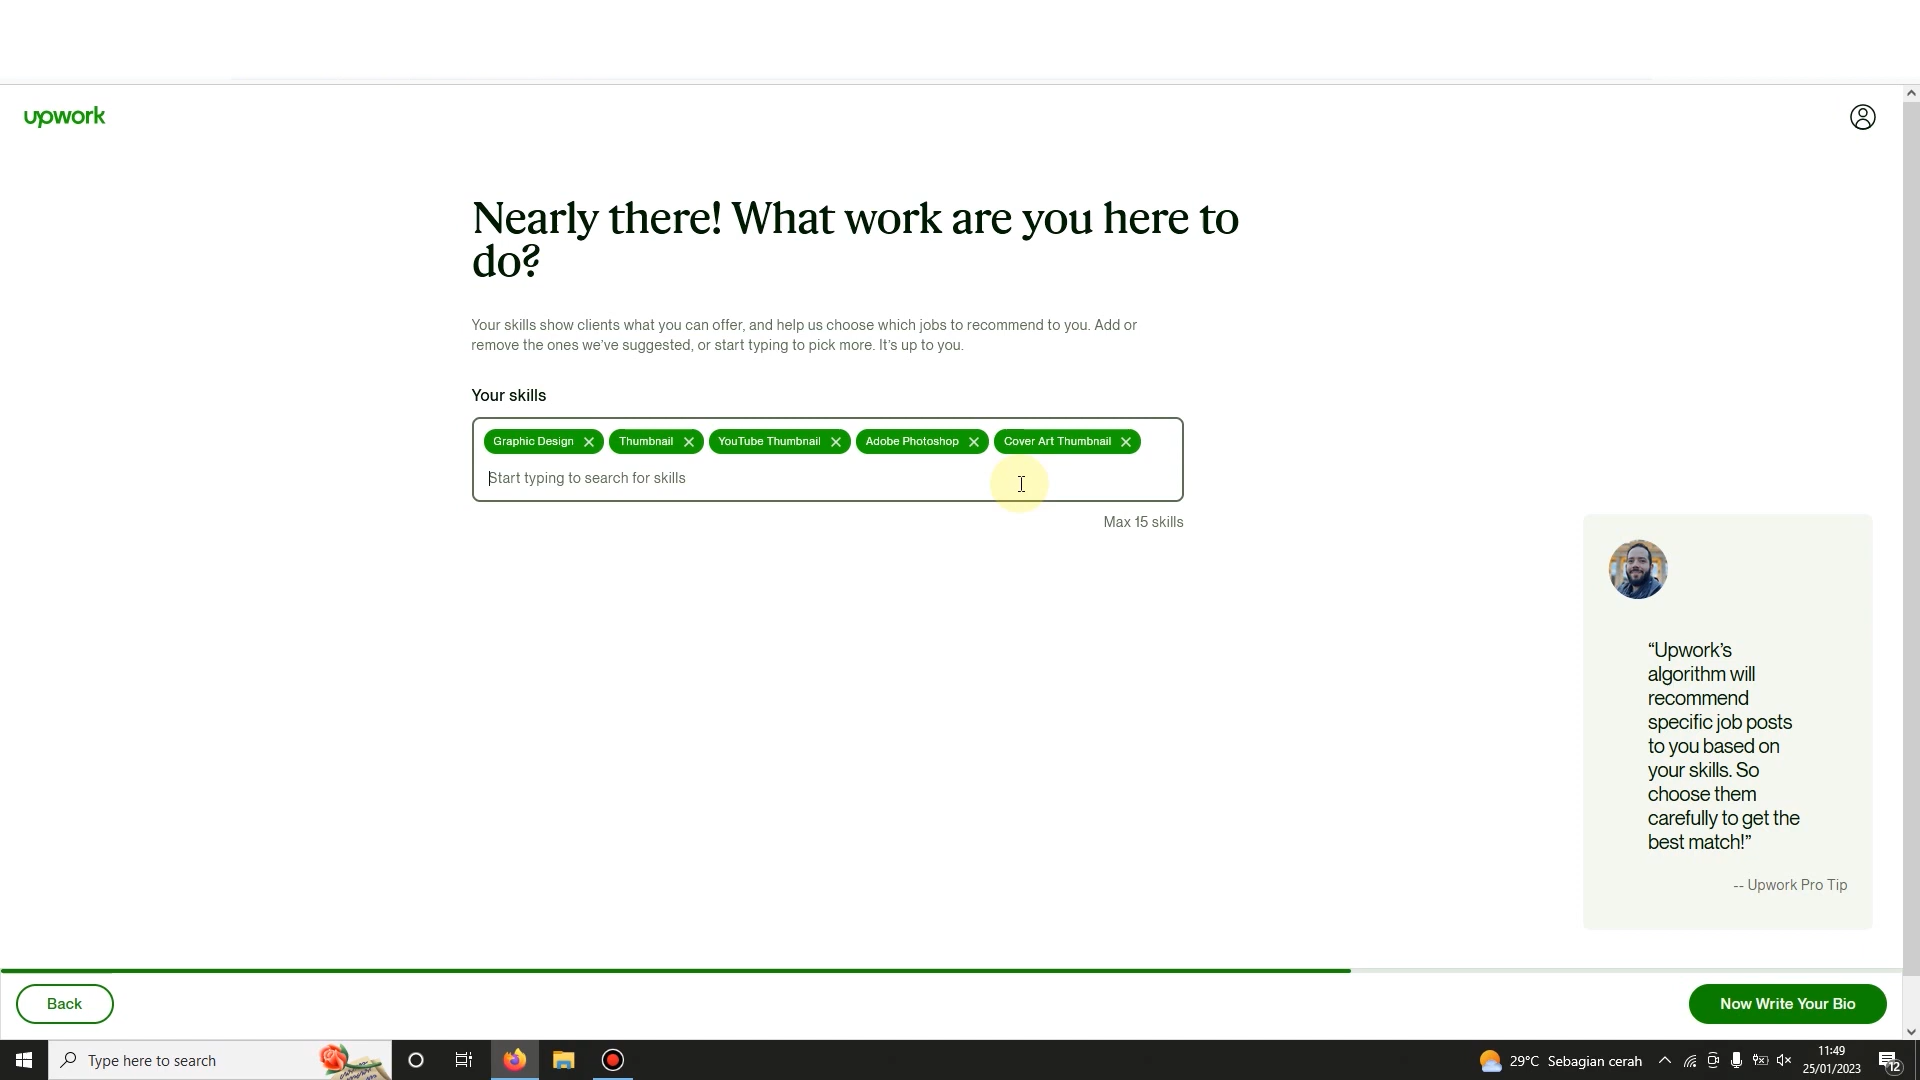 upwork
Nearly there! What work are you here to
do?
Your skills show clients what you can offer, and help us choose which jobs to recommend to you. Add or
remove the ones we've suggested, or start typing to pick more. It's up to you.
Your skills
Graphic Design
Thumbnail
YouTube Thumbnail
Adobe Photoshop
Cover Art Thumbnail
Start typing to search for skills
Max 15 skills
“Upwork's
algorithm will
recommend
specific job posts
to you based on
your skills. So
choose them
carefully to get the
best match!”
-- Upwork Pro Tip
Back
Now Write Your Bio
Type here to search
29°C Sebagian cerah
11:49
25/01/2023
12